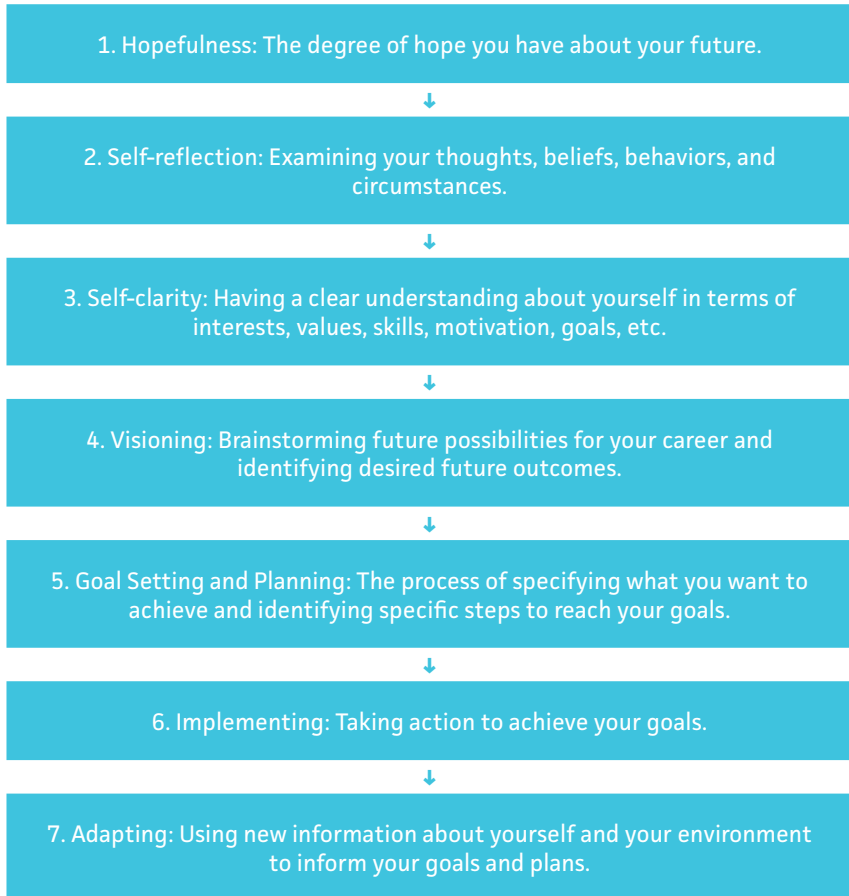 1. Hopefulness: The degree of hope you have about your future.
2. Self-reflection: Examining your thoughts, beliefs, behaviors, and
circumstances.
3. Self-clarity: Having a clear understanding about yourself in terms of
interests, values, skills, motivation, goals, etc.
4. Visioning: Brainstorming future possibilities for your career and
identifying desired future outcomes.
5. Goal Setting and Planning: The process of specifying what you want to
achieve and identifying specific steps to reach your goals.
6. Implementing: Taking action to achieve your goals.
7. Adapting: Using new information about yourself and your environment
to inform your goals and plans.